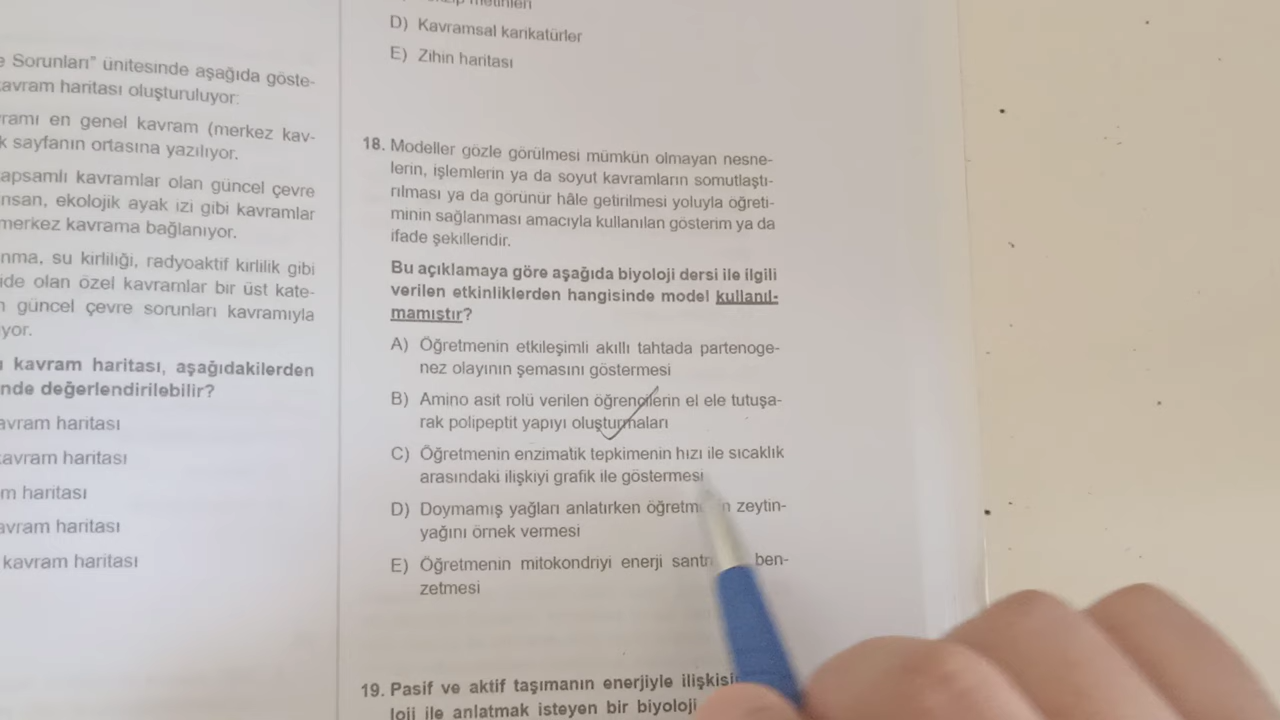 e Sorunları" ünitesinde aşağıda göste-
avram haritası oluşturuluyor:
ramı en genel kavram (merkez kav-
k sayfanın ortasına yazılıyor.
apsamlı kavramlar olan güncel çevre
nsan, ekolojik ayak izi gibi kavramlar
merkez kavrama bağlanıyor.
nma, su kirliliği, radyoaktif kirlilik gibi
ide olan özel kavramlar bir üst kate-
n güncel çevre sorunları kavramıyla
yor.
kavram haritası, aşağıdakilerden
nde değerlendirilebilir?
avram haritası
kavram haritası
m haritası
avram haritası
kavram haritası
D) Kavramsal karikatürler
E) Zihin haritası
18. Modeller gözle görülmesi mümkün olmayan nesne-
lerin, işlemlerin ya da soyut kavramların somutlaştı-
rılması ya da görünür hâle getirilmesi yoluyla öğreti-
minin sağlanması amacıyla kullanılan gösterim ya da
ifade şekilleridir.
Bu açıklamaya göre aşağıda biyoloji dersi ile ilgili
verilen etkinliklerden hangisinde model kullanıl-
mamıştır?
A) Öğretmenin etkileşimli akıllı tahtada partenoge-
nez olayının şemasını göstermesi
B) Amino asit rolü verilen öğrencilerin el ele tutuşa-
rak polipeptit yapıyı oluşturmaları
C) Öğretmenin enzimatik tepkimenin hızı ile sıcaklık
arasındaki ilişkiyi grafik ile göstermesi
D) Doymamış yağları anlatırken zeytin-
yağını örnek vermesi
E) Öğretmenin mitokondriyi enerji ben-
zetmesi
19. Pasif ve aktif taşımanın enerjiyle
loji ile anlatmak isteyen bir biyoloji